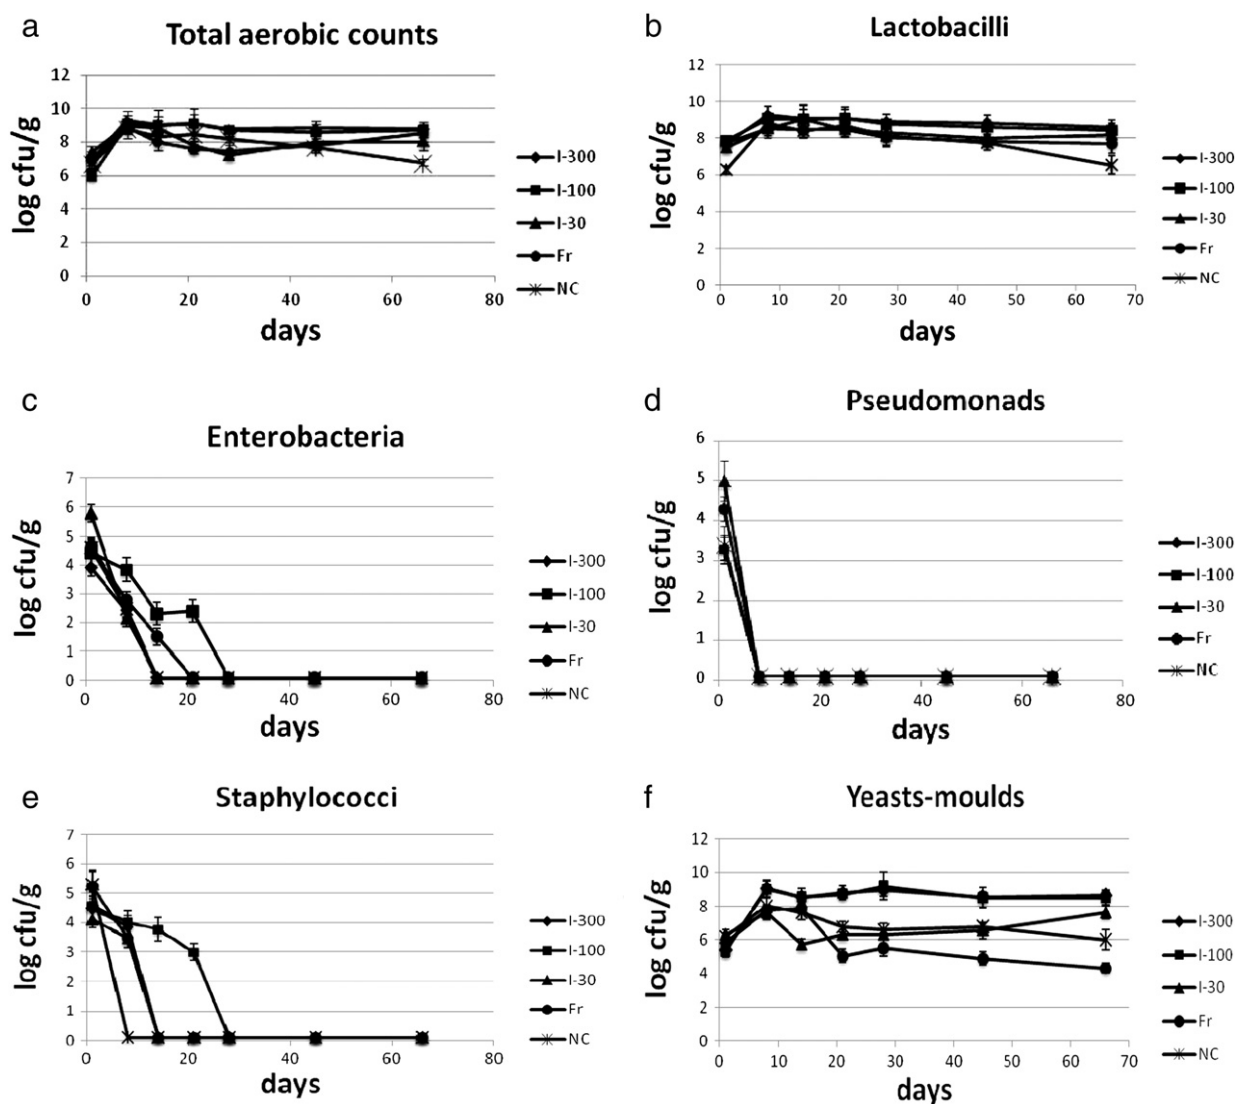 a
Total aerobic counts
12
10
8
6
4
2
0
log cfu/g
0 20 40 60 80
days
I-300
I-100
I-30
Fr
NC
b
Lactobacilli
12
10
8
6
4
2
0
log cfu/g
0 10 20 30 40 50 60 70
days
I-300
I-100
I-30
Fr
NC
c
Enterobacteria
7
6
5
4
3
2
1
0
log cfu/g
0 20 40 60 80
days
I-300
I-100
I-30
Fr
NC
d
Pseudomonads
6
5
4
3
2
1
0
log cfu/g
0 20 40 60 80
days
I-300
I-100
I-30
Fr
NC
e
Staphylococci
7
6
5
4
3
2
1
0
log cfu/g
0 20 40 60 80
days
I-300
I-100
I-30
Fr
NC
f
Yeasts-moulds
12
10
8
6
4
2
0
log cfu/g
0 10 20 30 40 50 60 70
days
I-300
I-100
I-30
Fr
NC